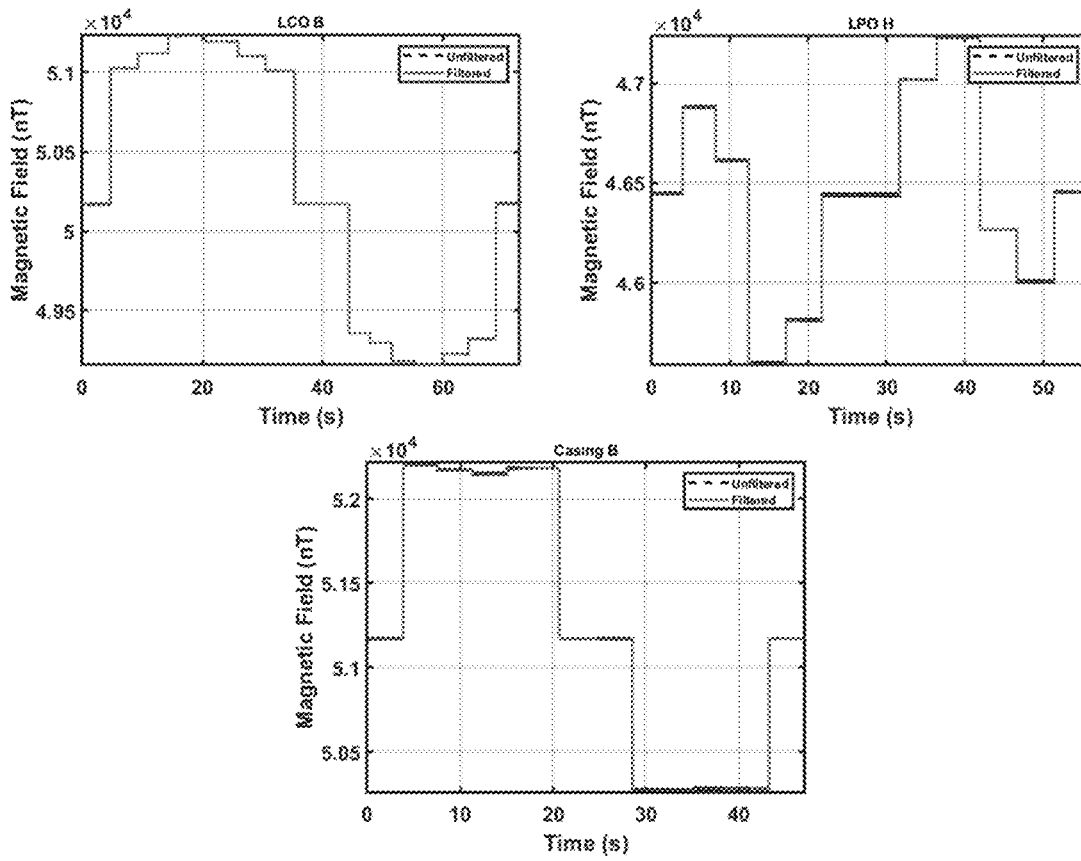 ×10⁴ LCO B
Magnetic Field (nT)
5.1
5.05
5
4.95
Unfiltered
Filtered
0 20 40 60
Time (s)
×10⁴ LPO H
Magnetic Field (nT)
4.7
4.65
4.6
Unfiltered
Filtered
0 10 20 30 40 50
Time (s)
×10⁴ Casing B
Magnetic Field (nT)
5.2
5.15
5.1
5.05
Unfiltered
Filtered
0 10 20 30 40
Time (s)